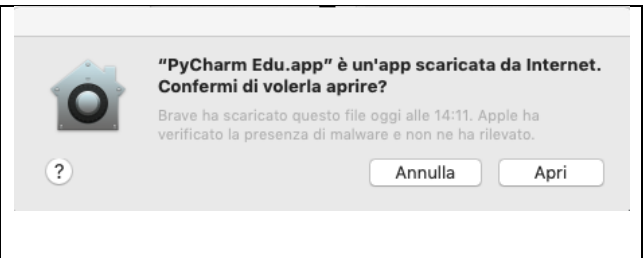 “PyCharm Edu.app” è un'app scaricata da Internet.
Confermi di volerla aprire?
Brave ha scaricato questo file oggi alle 14:11. Apple ha
verificato la presenza di malware e non ne ha rilevato.
?
Annulla
Apri